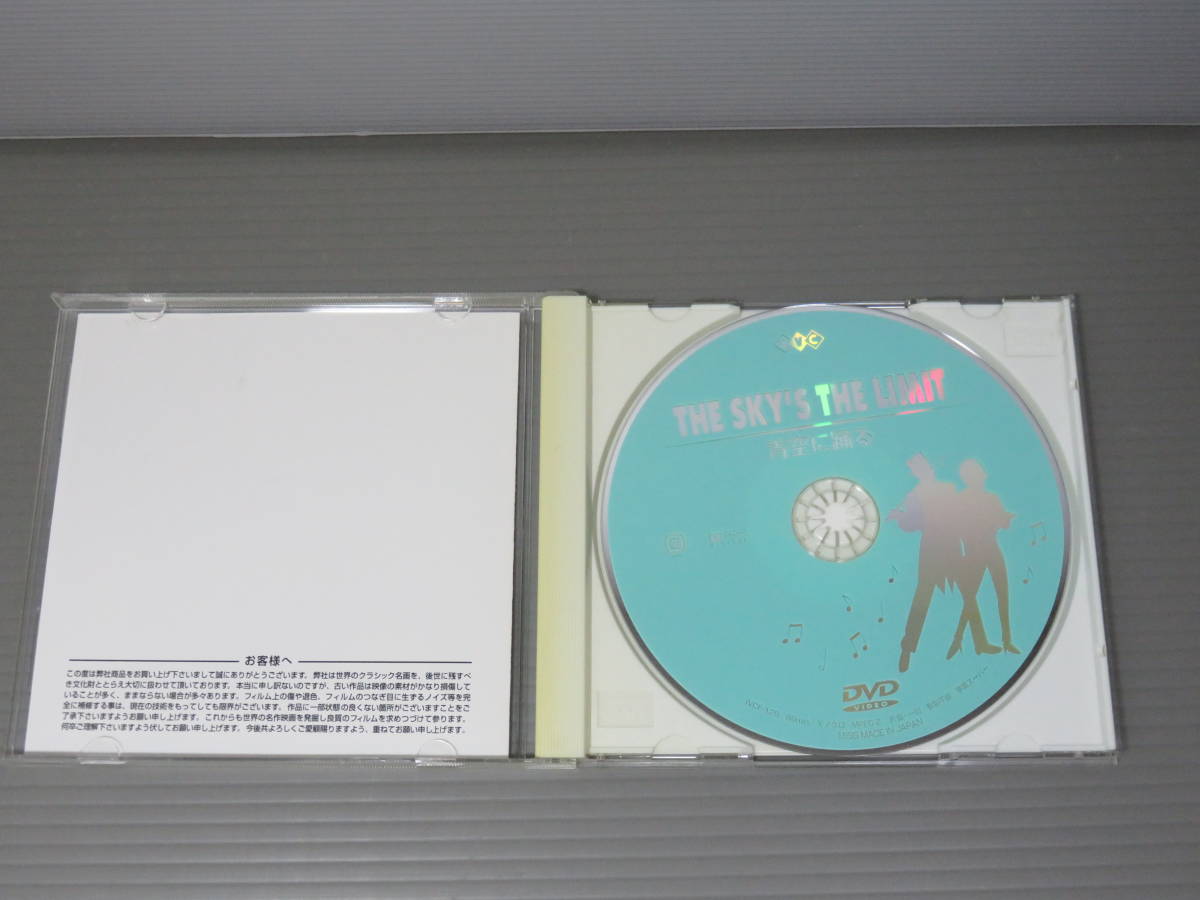 お客様へ
この度は弊社商品をお買い上げ下さいまして誠にありがとうございます。弊社は世界のクラシック名画を、後世に残すべ
き文化財ととらえ大切に扱わせて頂いております。本当に申し訳ないのですが、古い作品は映像の素材がかなり損傷して
いることが多く、ままならない場合が多々あります。フィルム上の傷や退色、フィルムのつなぎ目に生ずるノイズ等を完
全に補修する事は、現在の技術をもってしても限界がございます。作品に一部状態の良くない箇所がございますことをご
了承下さいますようお願い申し上げます。これからも世界の名作映画を発掘し良質のフィルムを求めつづけて参ります。
何卒ご理解下さいますよう伏してお願い申し上げます。今後共よろしくご愛顧賜りますよう、重ねてお願い申し上げます。
VC
THE SKY'S THE LIMIT
青空に踊る
DVD
VIDEO
MADE IN JAPAN